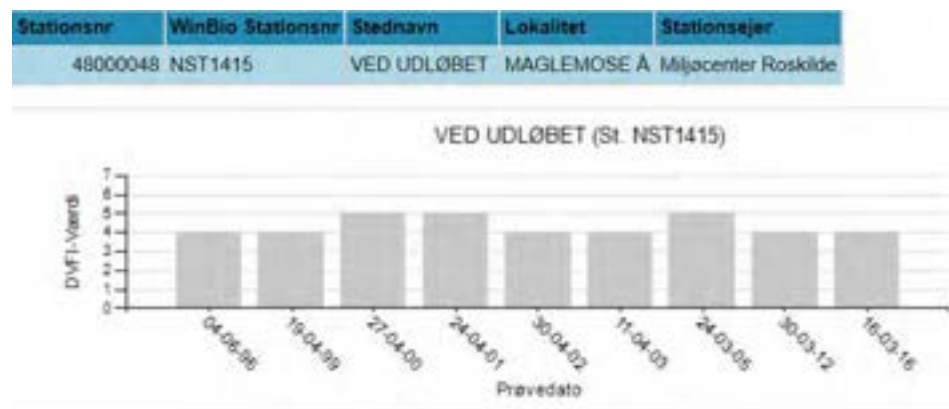 Stationsnr WinBio Stationsnr Stednavn Lokalitet Stationsejer
48000048 NST1415 VED UDLØBET MAGLEMOSE Å Miljøcenter Roskilde
VED UDLØBET (St. NST1415)
7
6
5
4
3
2
1
0
DVFI-Værdi
04-06-96 19-04-99 27-04-00 24-04-01 30-04-02 11-04-03 24-03-05 30-03-12 16-03-16
Prøvedato